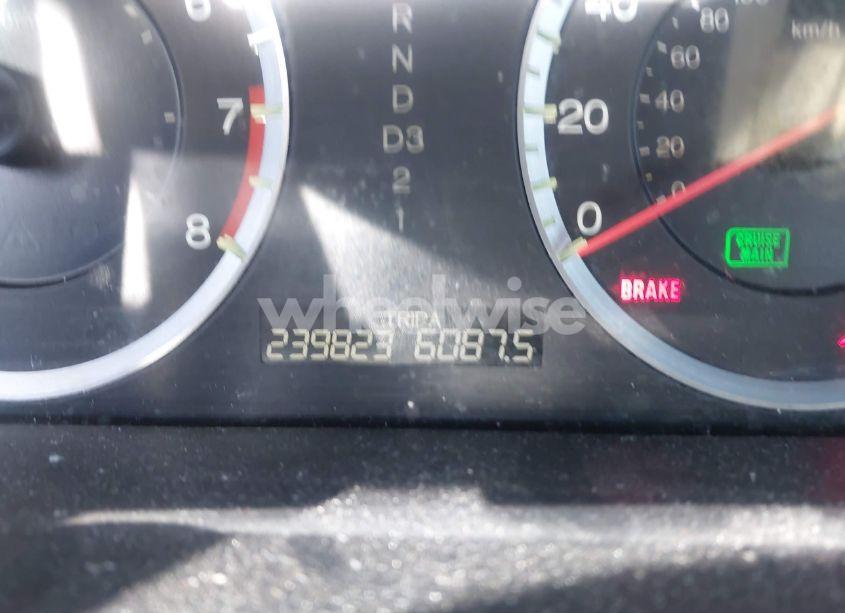 6
7
8
R
N
D
D3
2
1
40
20
0
km/h
80
60
40
20
0
CRUISE
MAIN
BRAKE
wheelwise
TRIP A
239823 6087.5